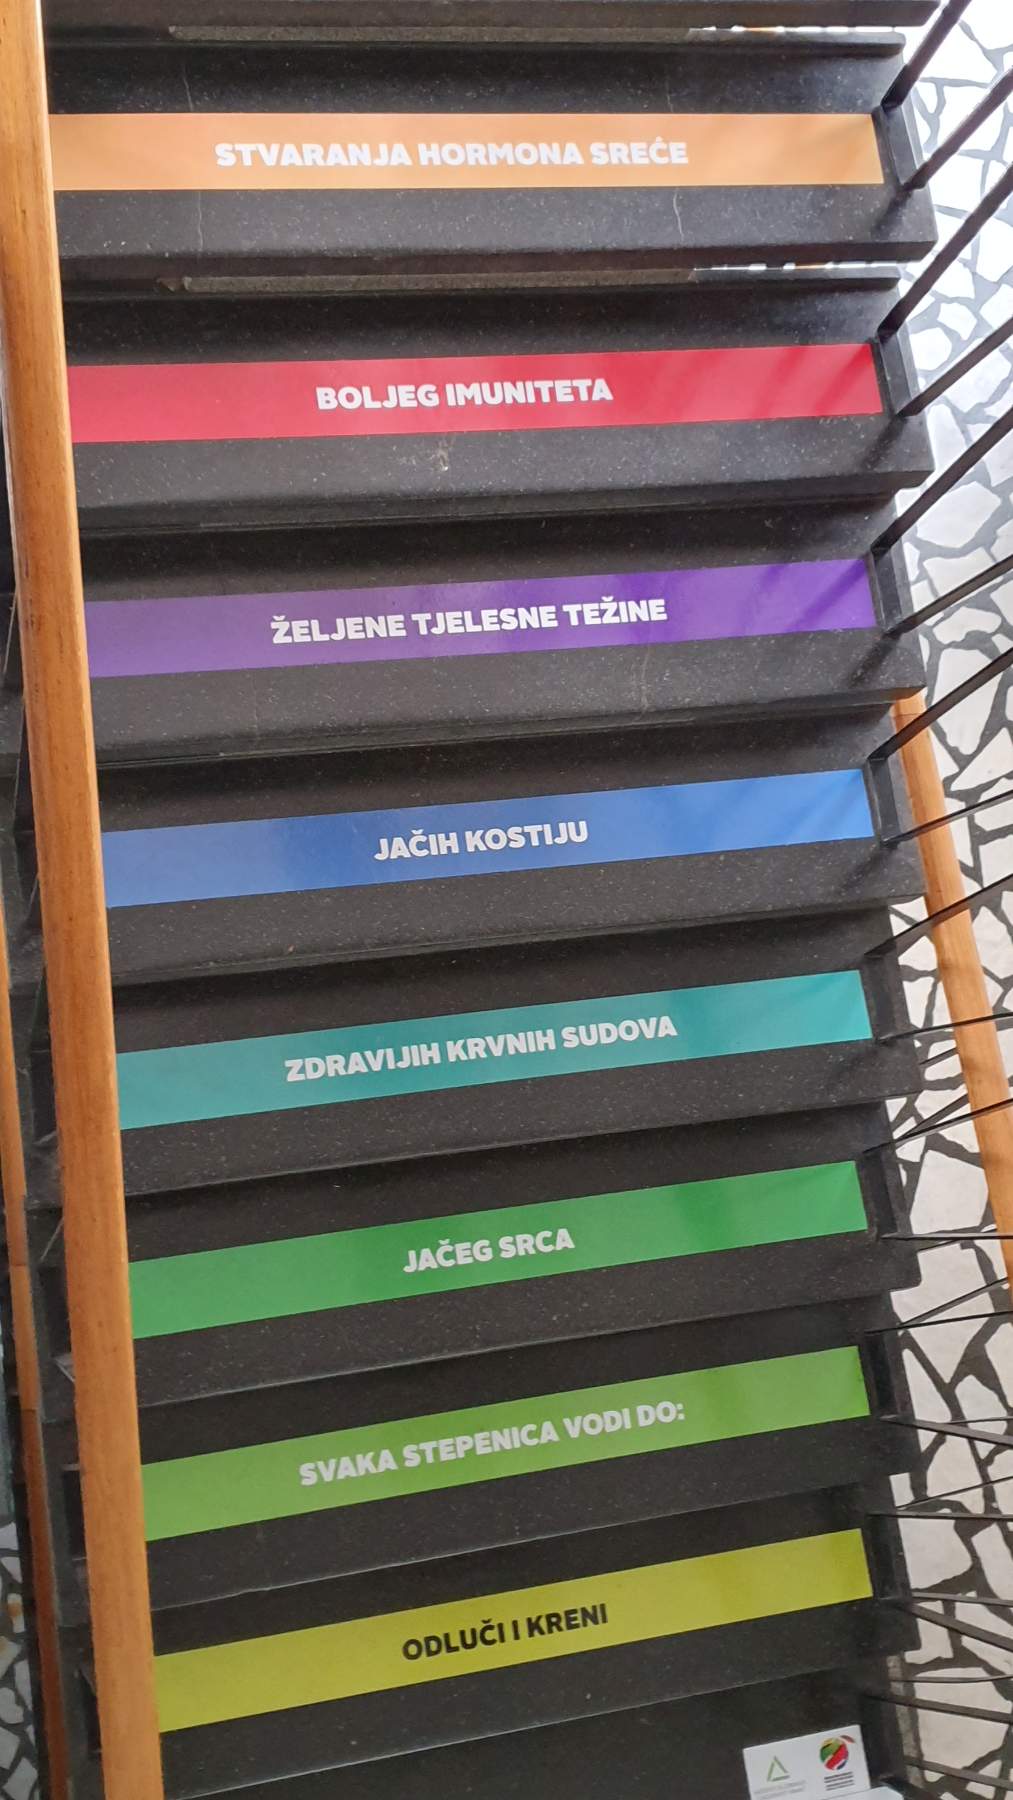 STVARANJA HORMONA SREĆE
BOLJEG IMUNITETA
ŽELJENE TJELESNE TEŽINE
JAČIH KOSTIJU
ZDRAVIJIH KRVNIH SUDOVA
JAČEG SRCA
SVAKA STEPENICA VODI DO:
ODLUČI I KRENI